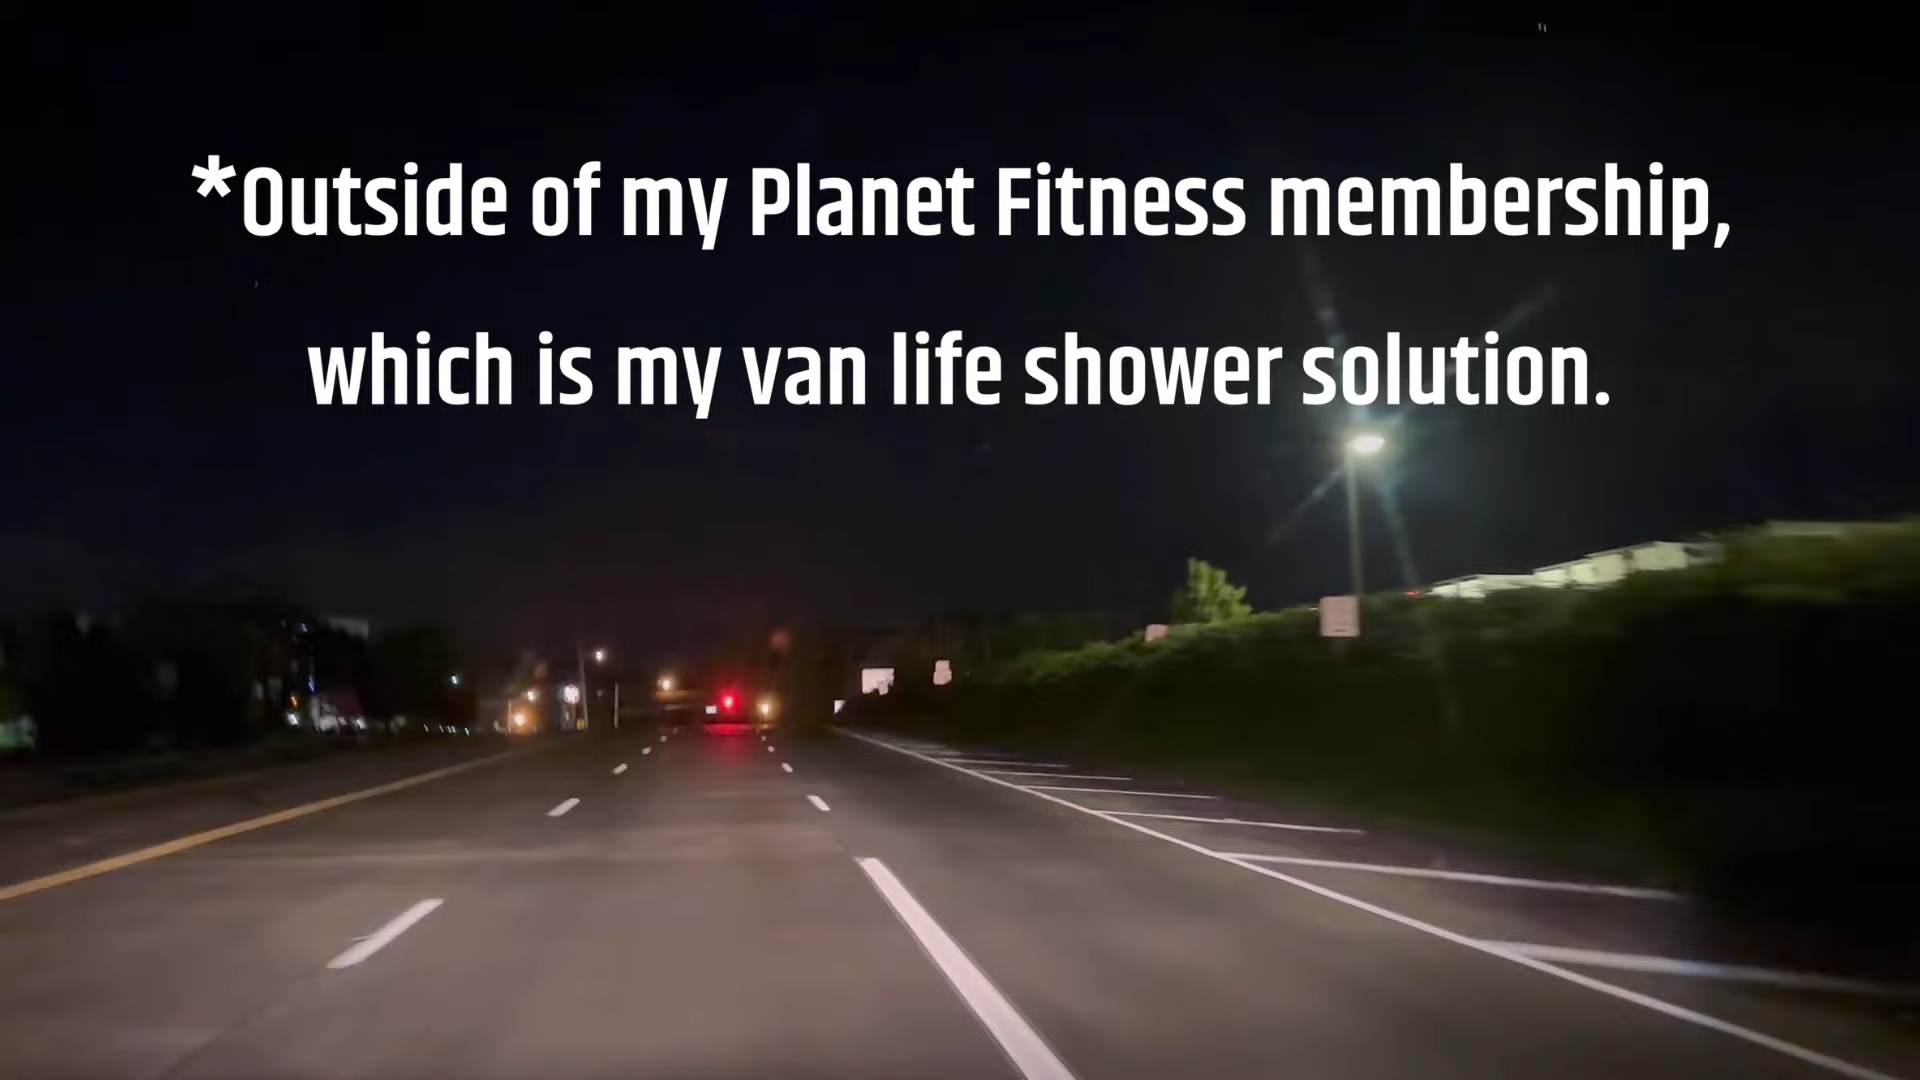 *Outside of my Planet Fitness membership,
which is my van life shower solution.